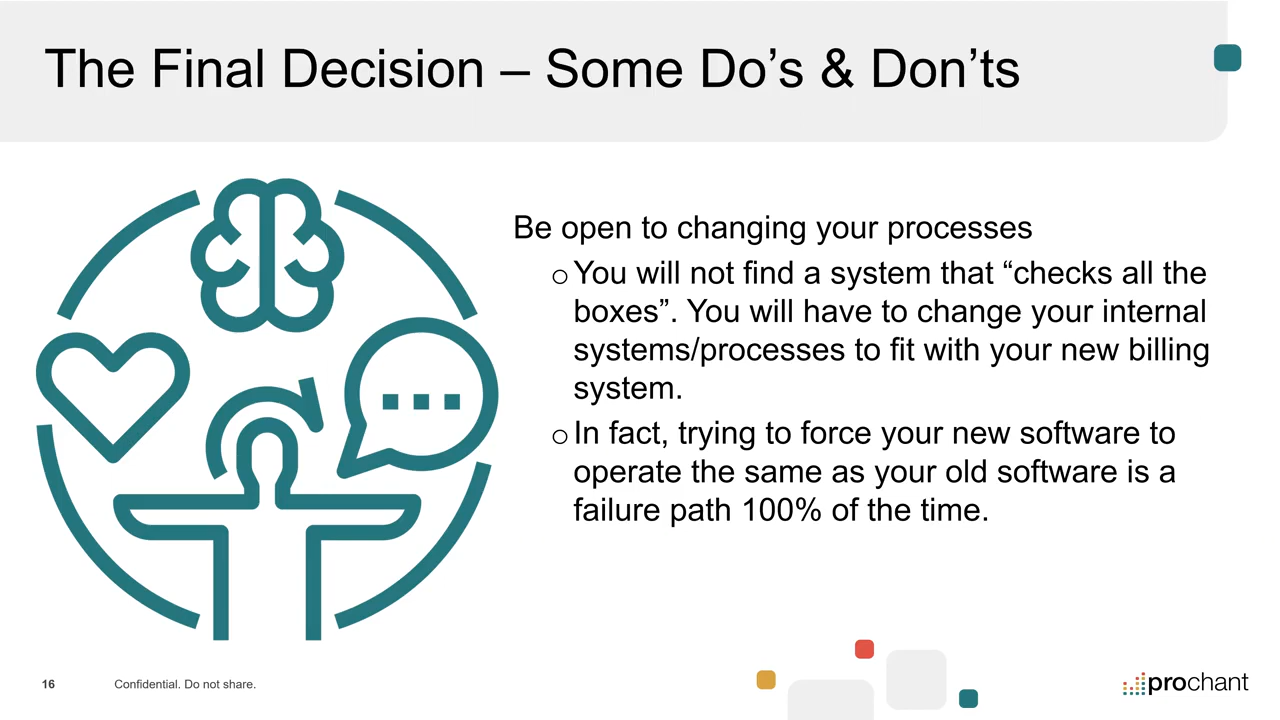 The Final Decision – Some Do’s & Don’ts
Be open to changing your processes
o You will not find a system that “checks all the
boxes”. You will have to change your internal
systems/processes to fit with your new billing
system.
o In fact, trying to force your new software to
operate the same as your old software is a
failure path 100% of the time.
16 Confidential. Do not share.
prochant